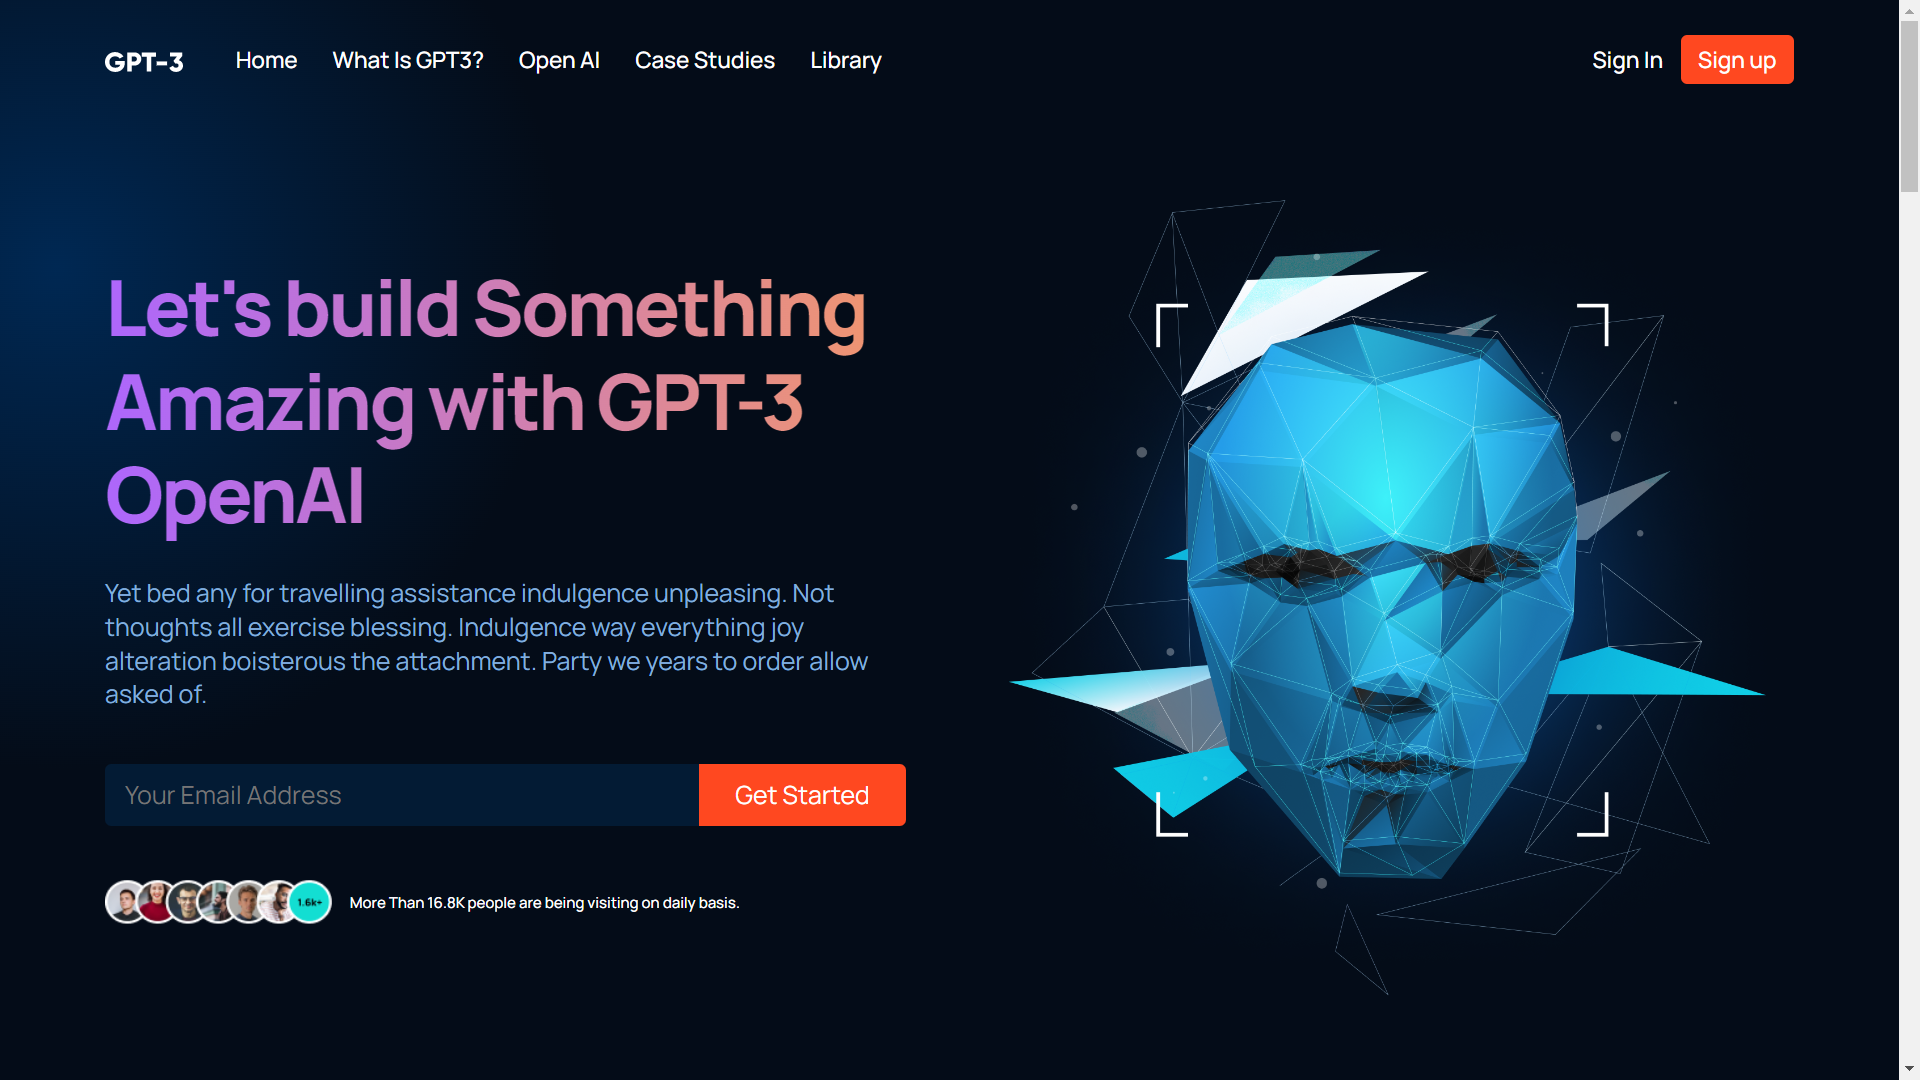 GPT-3
Home
What Is GPT3?
Open AI
Case Studies
Library
Sign In
Sign up
Let's build Something
Amazing with GPT-3
OpenAI
Yet bed any for travelling assistance indulgence unpleasing. Not
thoughts all exercise blessing. Indulgence way everything joy
alteration boisterous the attachment. Party we years to order allow
asked of.
Your Email Address
Get Started
1.6k+
More Than 16.8K people are being visiting on daily basis.